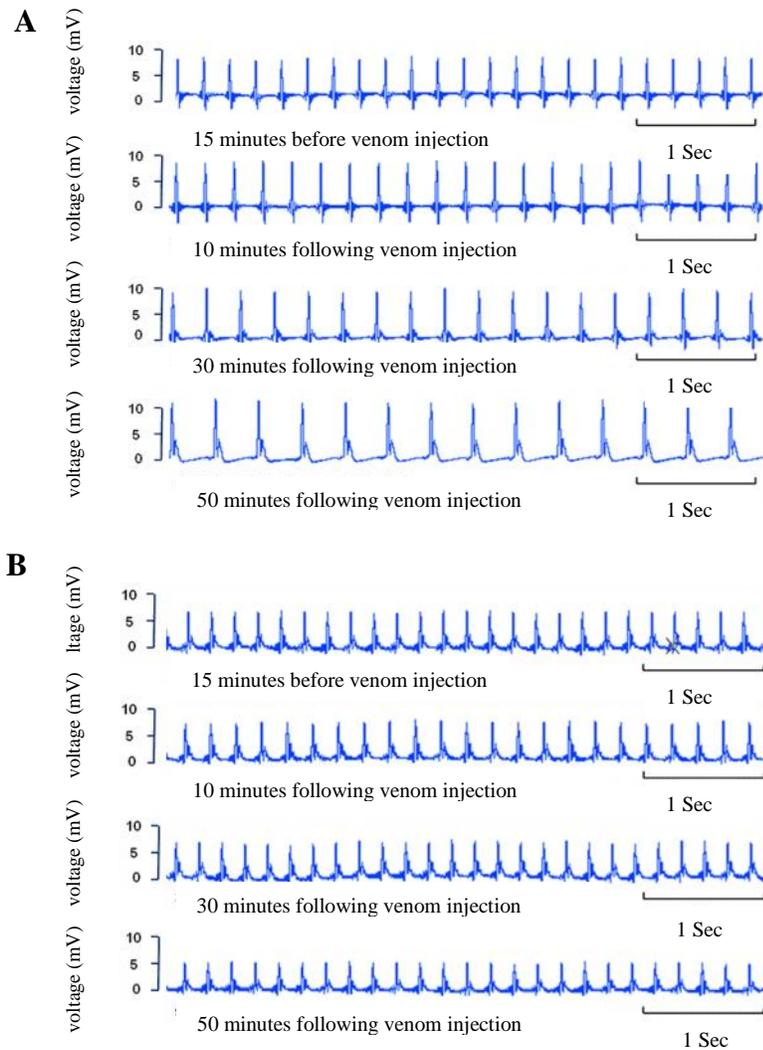 A
voltage (mV)
10
5
0
15 minutes before venom injection
1 Sec
voltage (mV)
10
5
0
10 minutes following venom injection
1 Sec
voltage (mV)
10
5
0
30 minutes following venom injection
1 Sec
voltage (mV)
10
5
0
50 minutes following venom injection
1 Sec
B
ltage (mV)
10
5
0
15 minutes before venom injection
1 Sec
voltage (mV)
10
5
0
10 minutes following venom injection
1 Sec
voltage (mV)
10
5
0
30 minutes following venom injection
1 Sec
voltage (mV)
10
5
0
50 minutes following venom injection
1 Sec